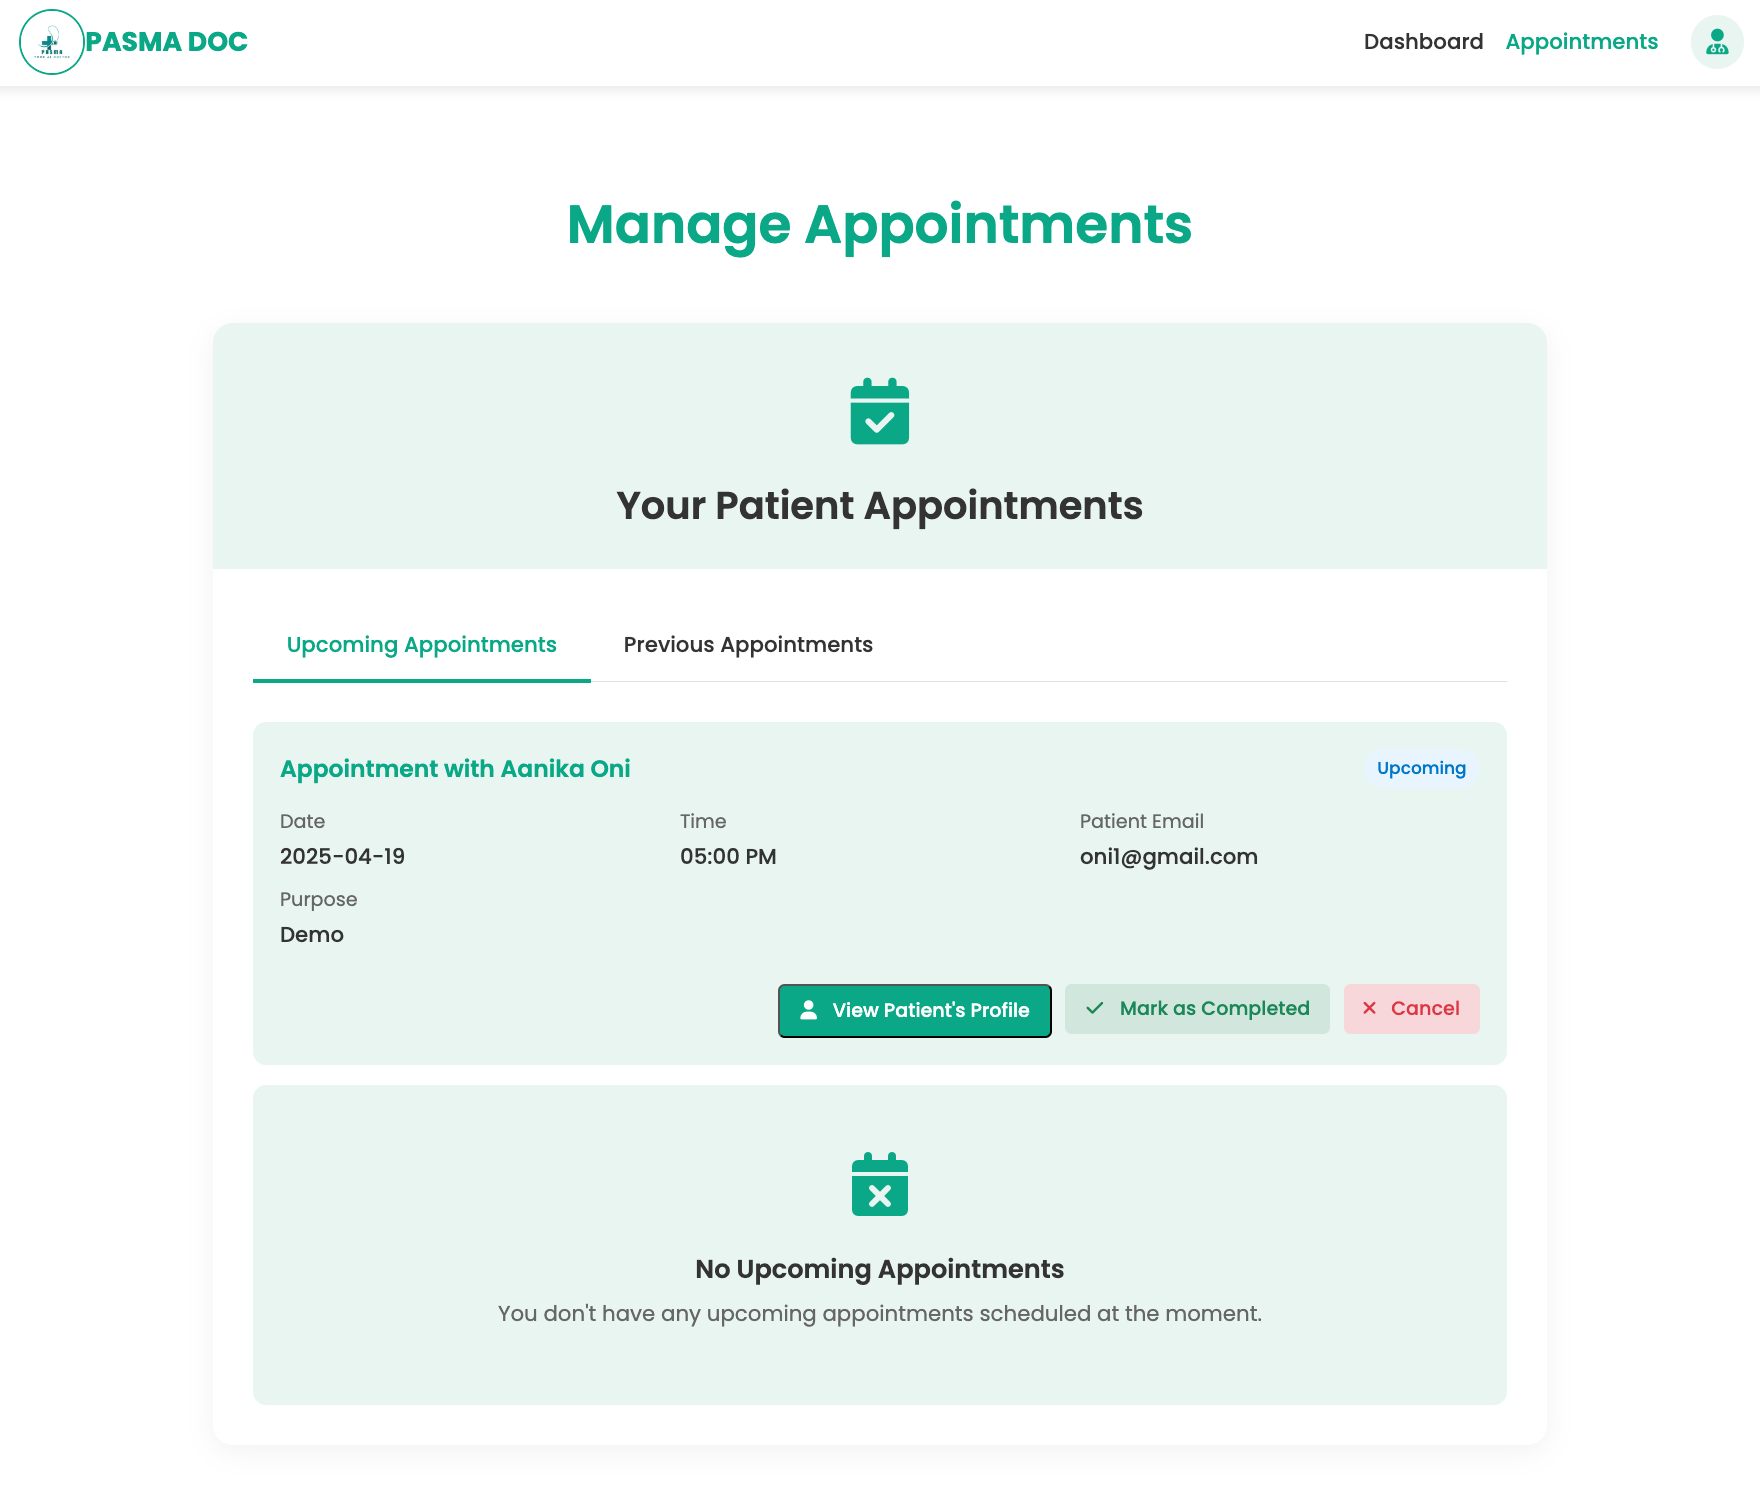 PASMA
PASMA DOC
Dashboard
Appointments
Manage Appointments
Your Patient Appointments
Upcoming Appointments
Previous Appointments
Appointment with Aanika Oni
Upcoming
Date
Time
Patient Email
2025-04-19
05:00 PM
oni1@gmail.com
Purpose
Demo
View Patient's Profile
Mark as Completed
Cancel
No Upcoming Appointments
You don't have any upcoming appointments scheduled at the moment.